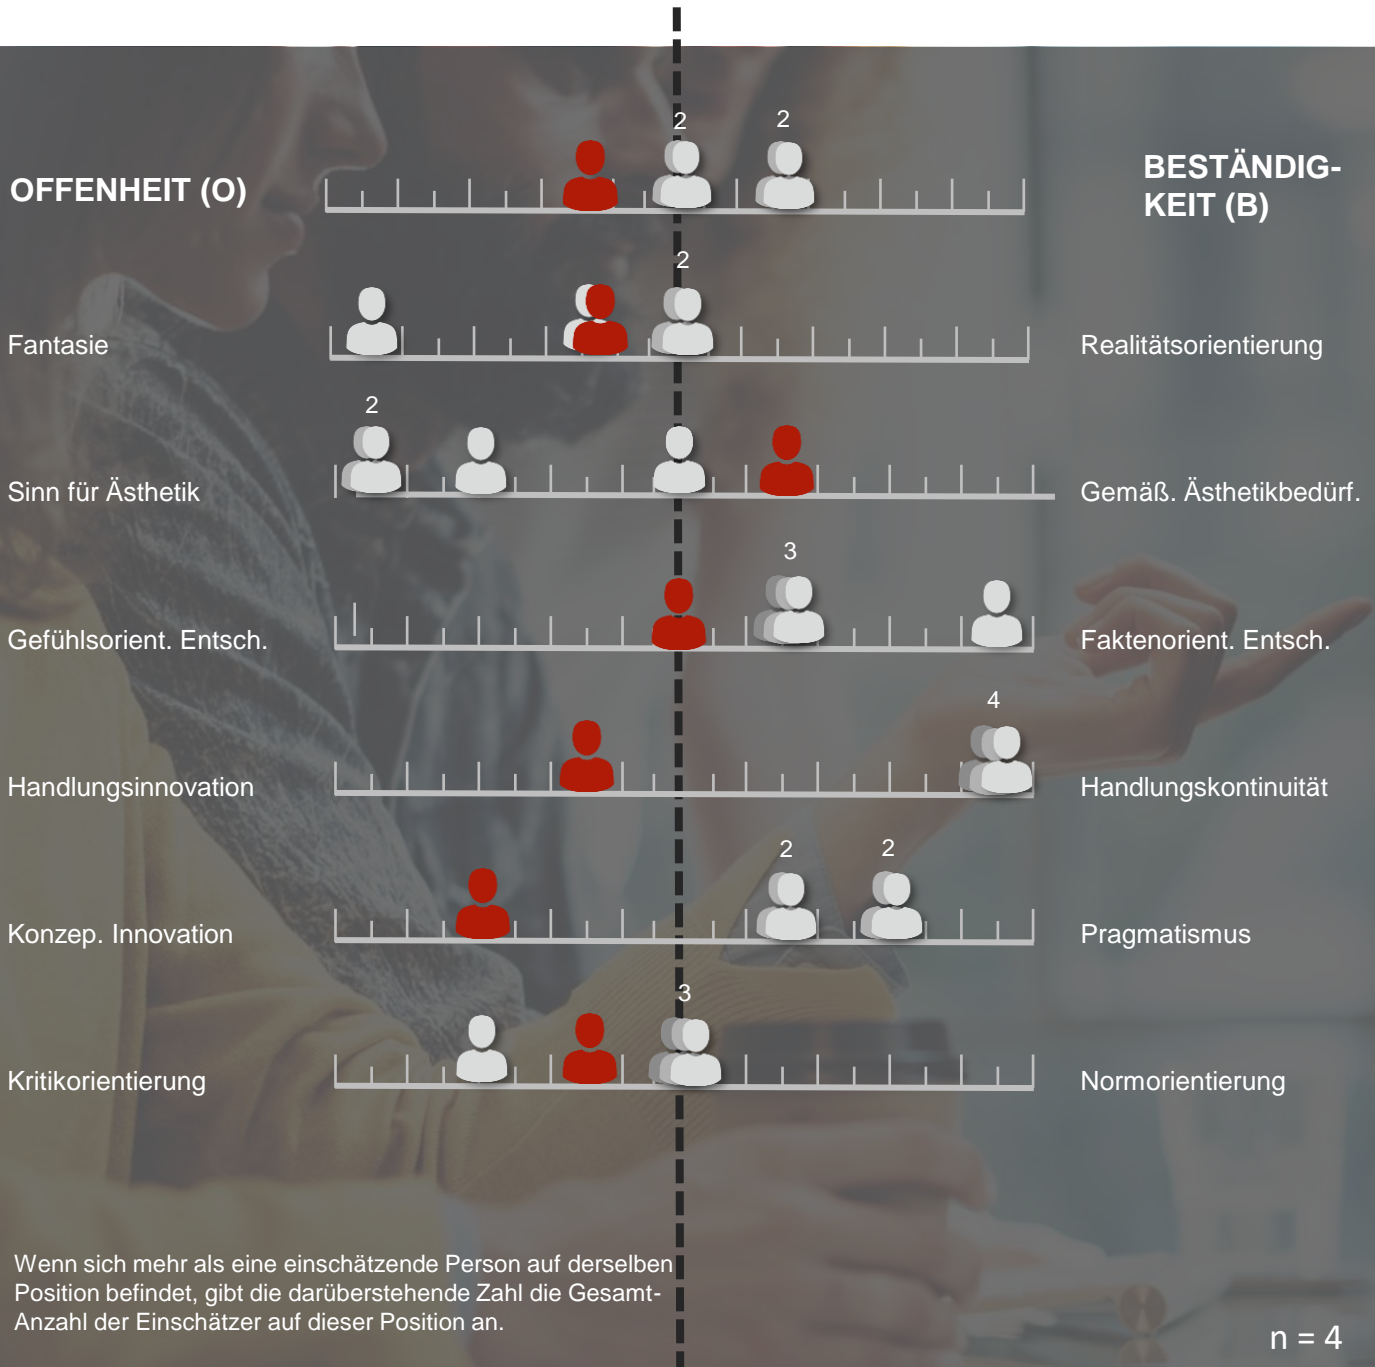 2 2
OFFENHEIT (O)
BESTÄNDIG-
KEIT (B)
2
Fantasie Realitätsorientierung
2
Sinn für Ästhetik Gemäß. Ästhetikbedürf.
3
Gefühlsorient. Entsch. Faktenorient. Entsch.
4
Handlungsinnovation Handlungskontinuität
2 2
Konzep. Innovation Pragmatismus
3
Kritikorientierung Normorientierung
Wenn sich mehr als eine einschätzende Person auf derselben
Position befindet, gibt die darüberstehende Zahl die Gesamt-
Anzahl der Einschätzer auf dieser Position an.
n = 4